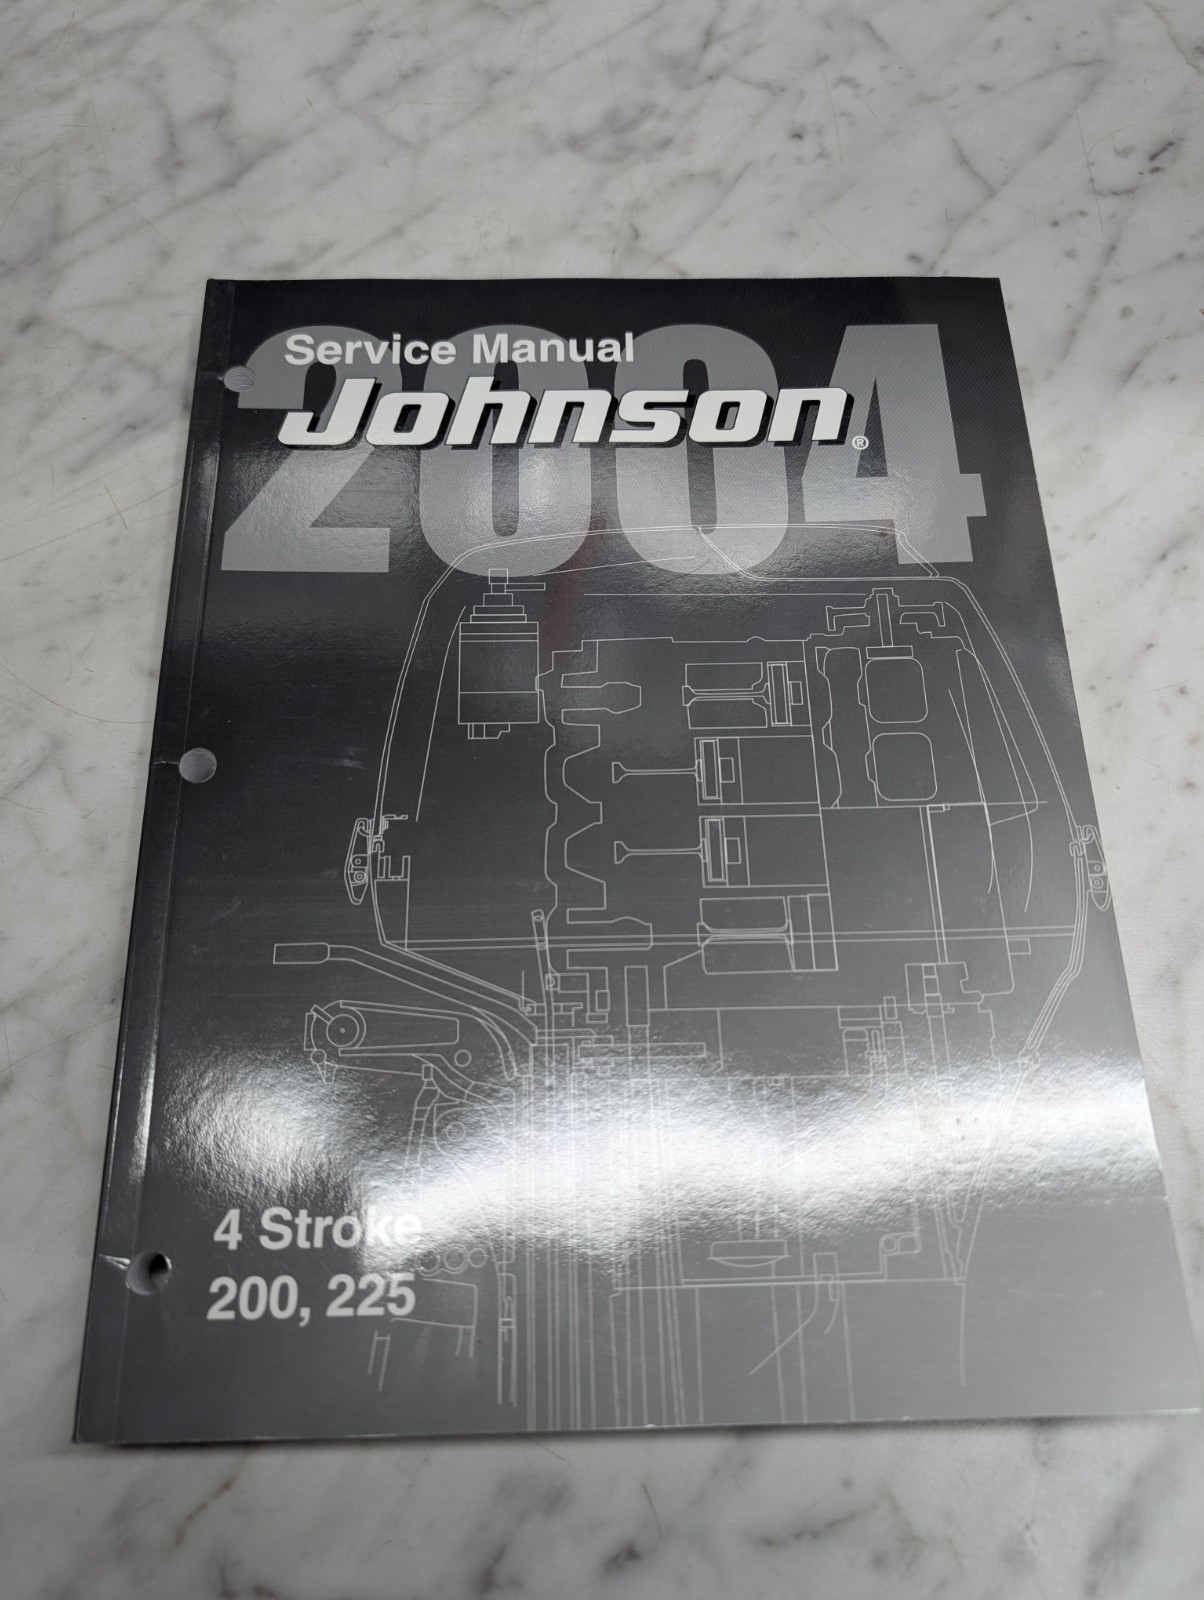 2004
Service Manual
Johnson®
4 Stroke
200, 225